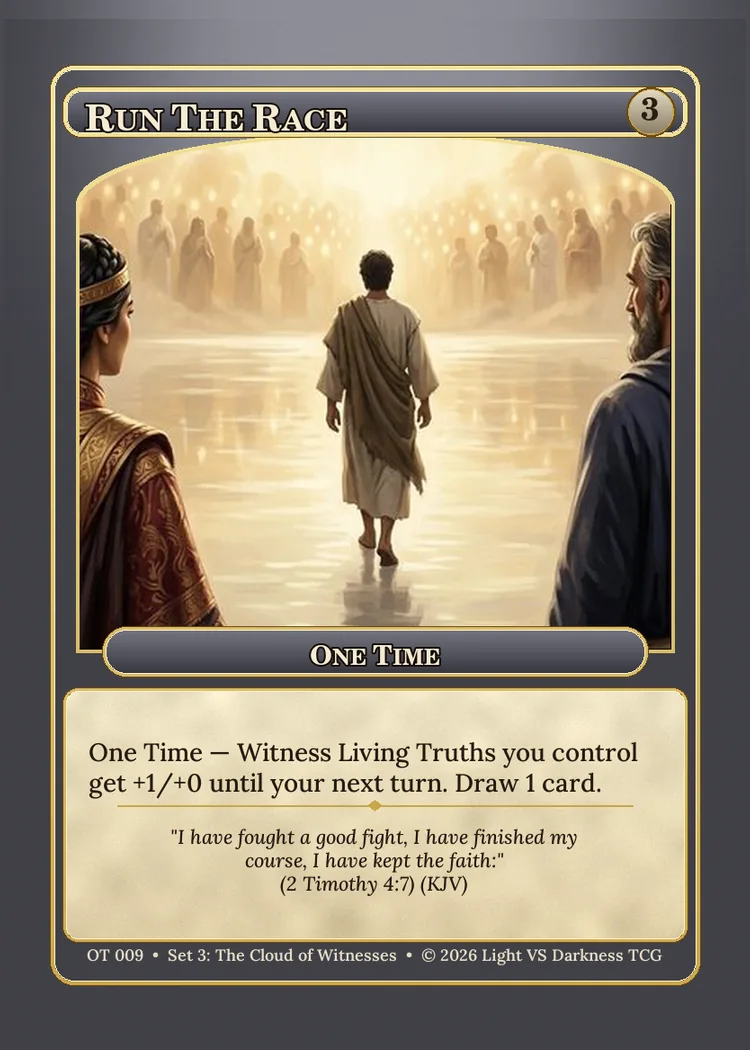 Run The Race
3
One Time
One Time — Witness Living Truths you control
get +1/+0 until your next turn. Draw 1 card.
"I have fought a good fight, I have finished my
course, I have kept the faith:"
(2 Timothy 4:7) (KJV)
OT 009 • Set 3: The Cloud of Witnesses • © 2026 Light VS Darkness TCG